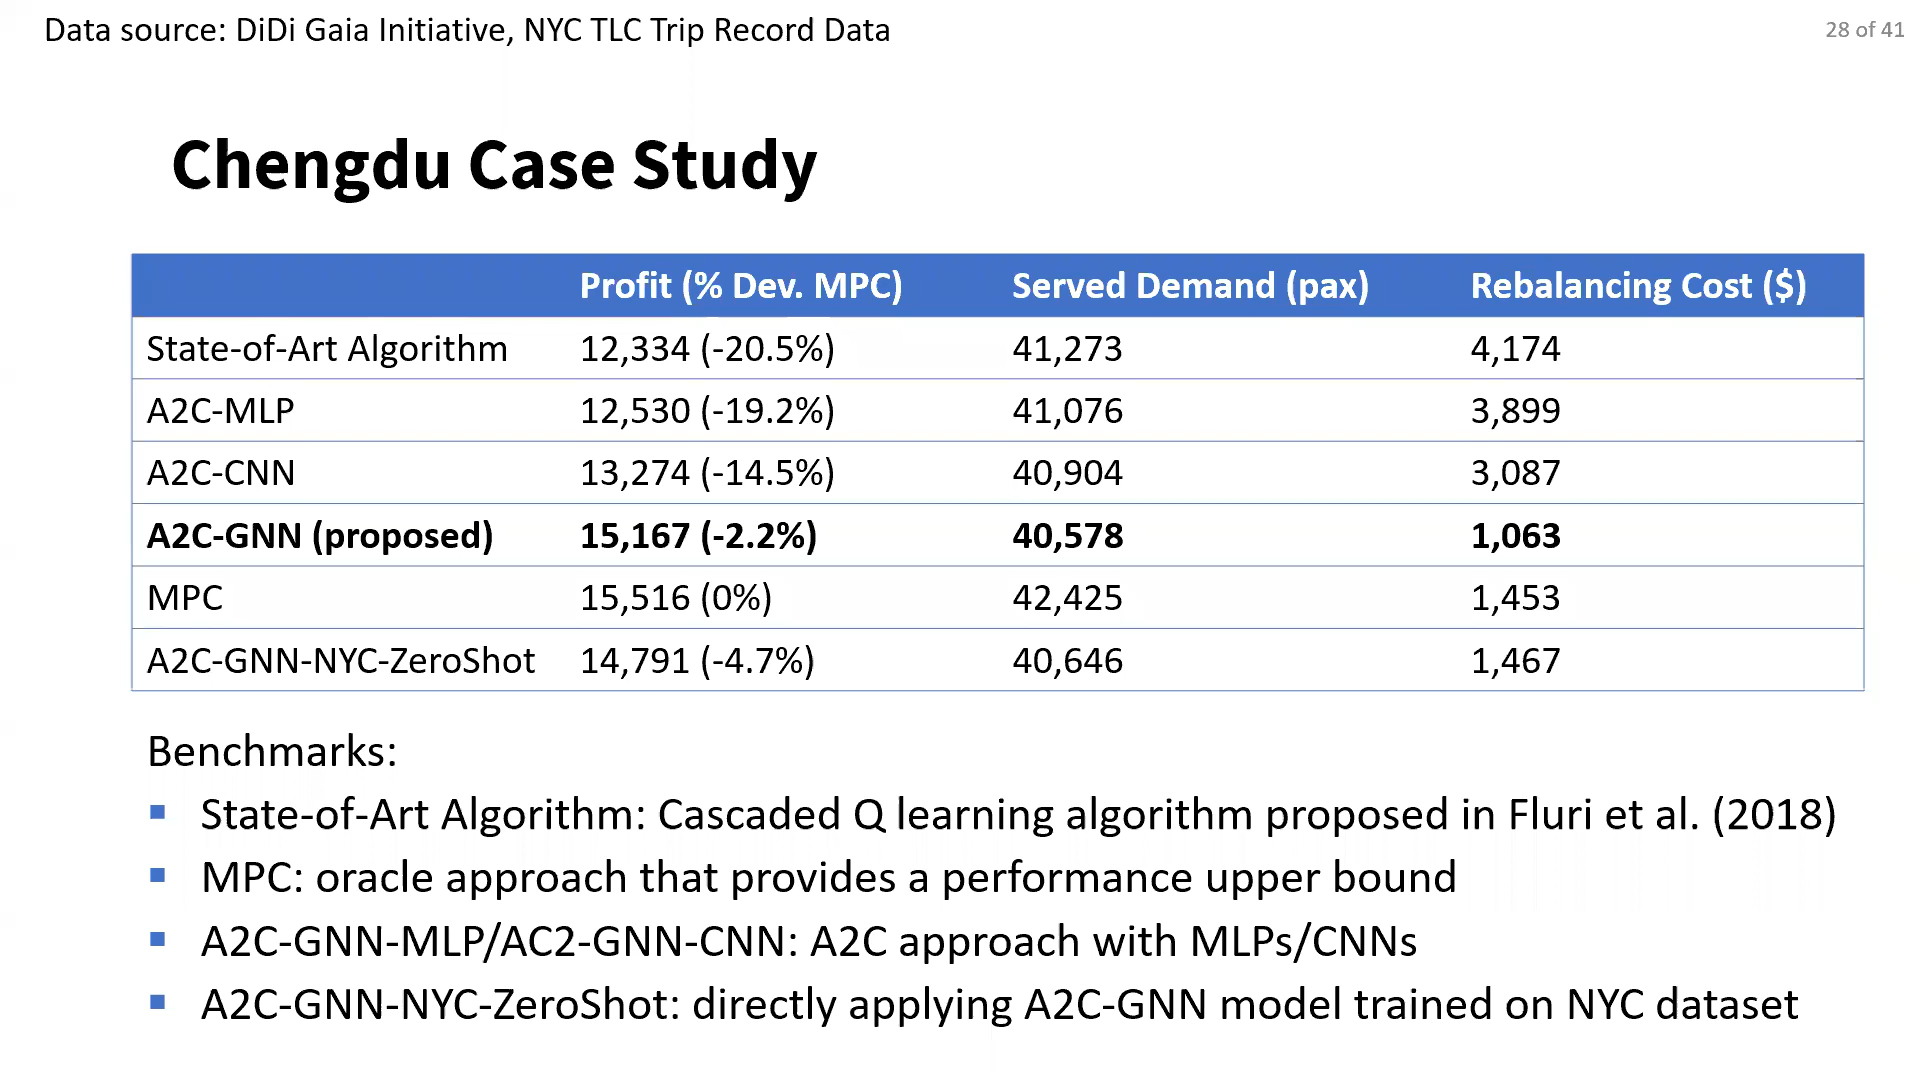 Data source: DiDi Gaia Initiative, NYC TLC Trip Record Data
28 of 41
Chengdu Case Study
Profit (% Dev. MPC) Served Demand (pax) Rebalancing Cost ($)
State-of-Art Algorithm 12,334 (-20.5%) 41,273 4,174
A2C-MLP 12,530 (-19.2%) 41,076 3,899
A2C-CNN 13,274 (-14.5%) 40,904 3,087
A2C-GNN (proposed) 15,167 (-2.2%) 40,578 1,063
MPC 15,516 (0%) 42,425 1,453
A2C-GNN-NYC-ZeroShot 14,791 (-4.7%) 40,646 1,467
Benchmarks:
▪ State-of-Art Algorithm: Cascaded Q learning algorithm proposed in Fluri et al. (2018)
▪ MPC: oracle approach that provides a performance upper bound
▪ A2C-GNN-MLP/AC2-GNN-CNN: A2C approach with MLPs/CNNs
▪ A2C-GNN-NYC-ZeroShot: directly applying A2C-GNN model trained on NYC dataset